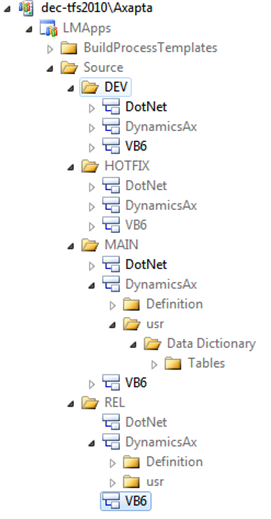 dec-tfs2010\Axapta
LMApps
BuildProcessTemplates
Source
DEV
DotNet
DynamicsAx
VB6
HOTFIX
DotNet
DynamicsAx
VB6
MAIN
DotNet
DynamicsAx
Definition
usr
Data Dictionary
Tables
VB6
REL
DotNet
DynamicsAx
Definition
usr
VB6